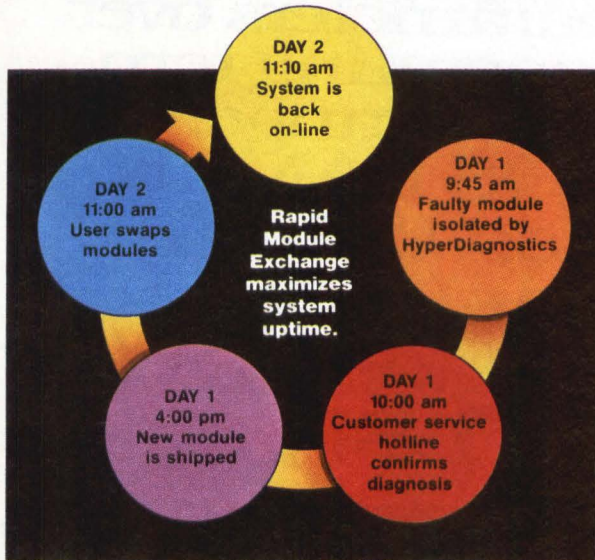 DAY 2
11:10 am
System is
back
on-line
DAY 1
9:45 am
Faulty module
isolated by
HyperDiagnostics
DAY 1
10:00 am
Customer service
hotline
confirms
diagnosis
DAY 1
4:00 pm
New module
is shipped
DAY 2
11:00 am
User swaps
modules
Rapid
Module
Exchange
maximizes
system
uptime.